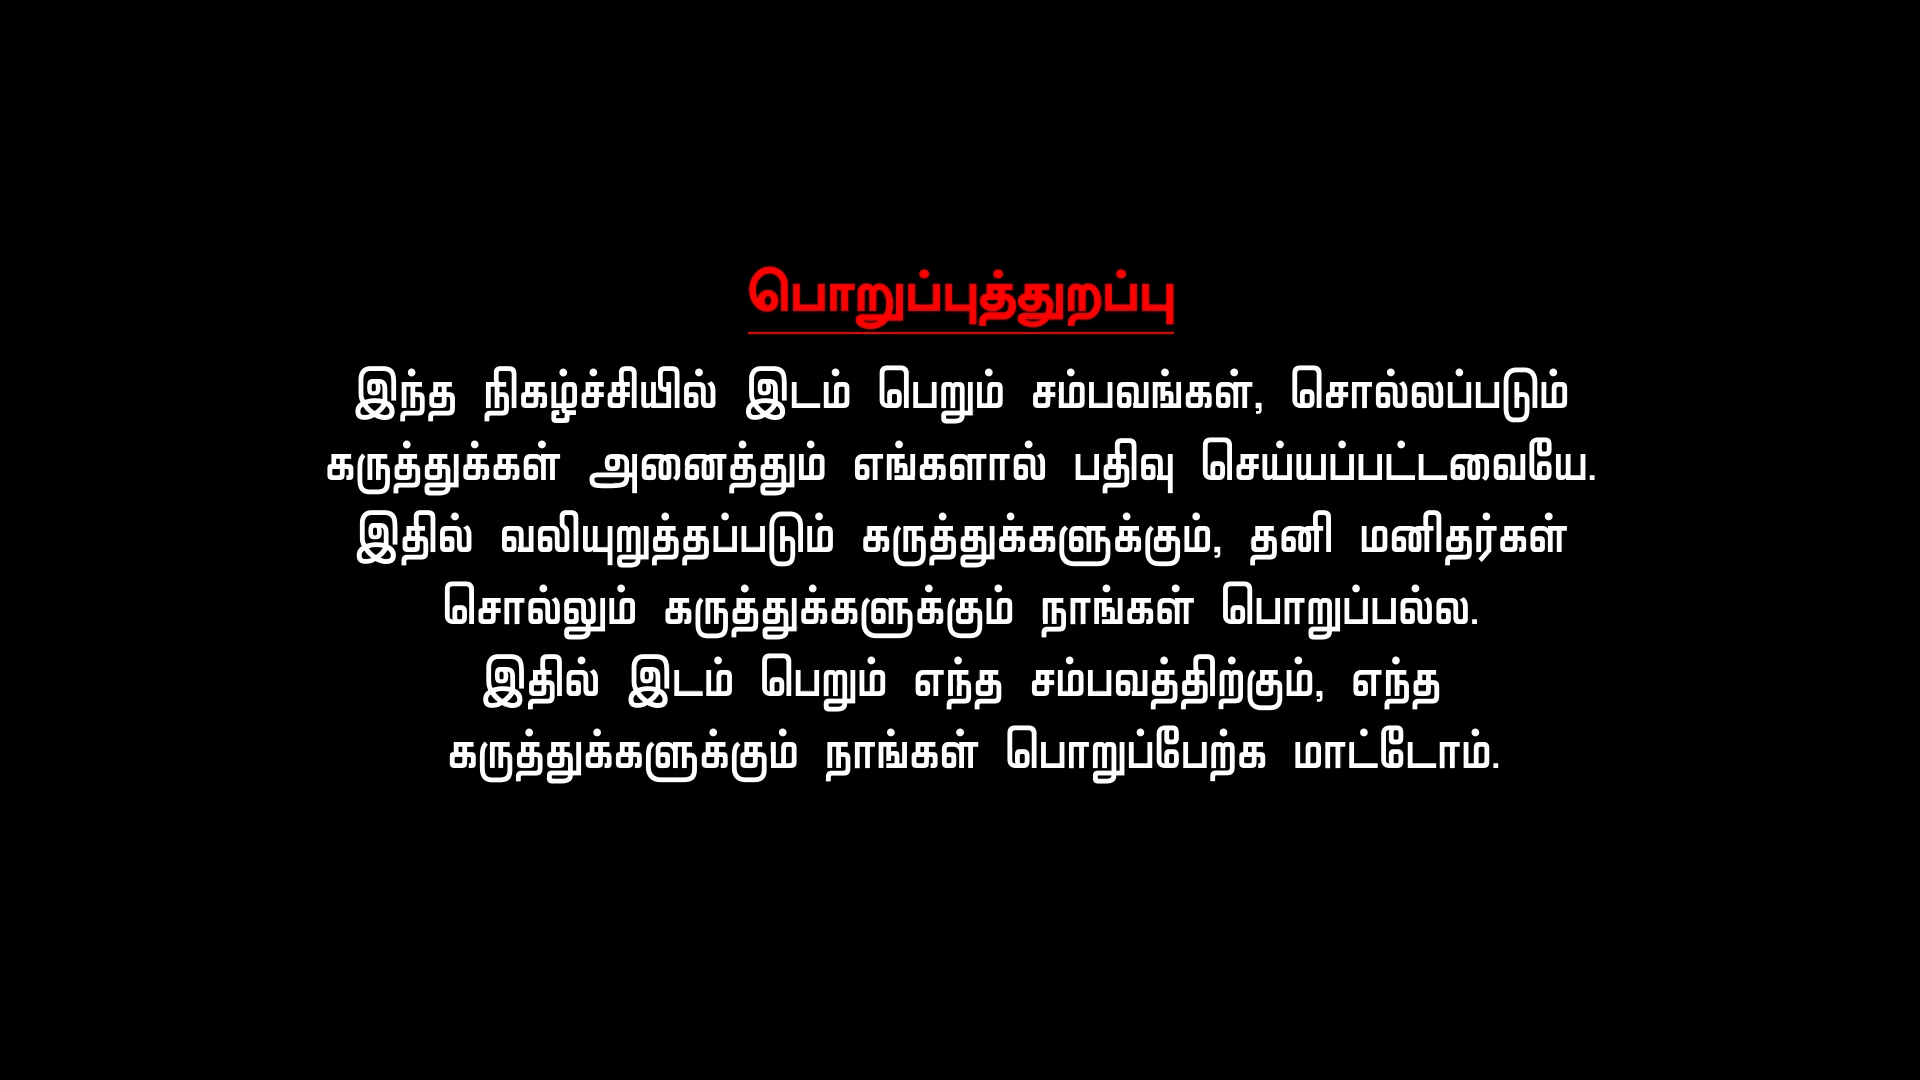 பொறுப்புத்துறப்பு
இந்த நிகழ்ச்சியில் இடம் பெறும் சம்பவங்கள், சொல்லப்படும்
கருத்துக்கள் அனைத்தும் எங்களால் பதிவு செய்யப்பட்டவையே.
இதில் வலியுறுத்தப்படும் கருத்துக்களுக்கும், தனி மனிதர்கள்
சொல்லும் கருத்துக்களுக்கும் நாங்கள் பொறுப்பல்ல.
இதில் இடம் பெறும் எந்த சம்பவத்திற்கும், எந்த
கருத்துக்களுக்கும் நாங்கள் பொறுப்பேற்க மாட்டோம்.